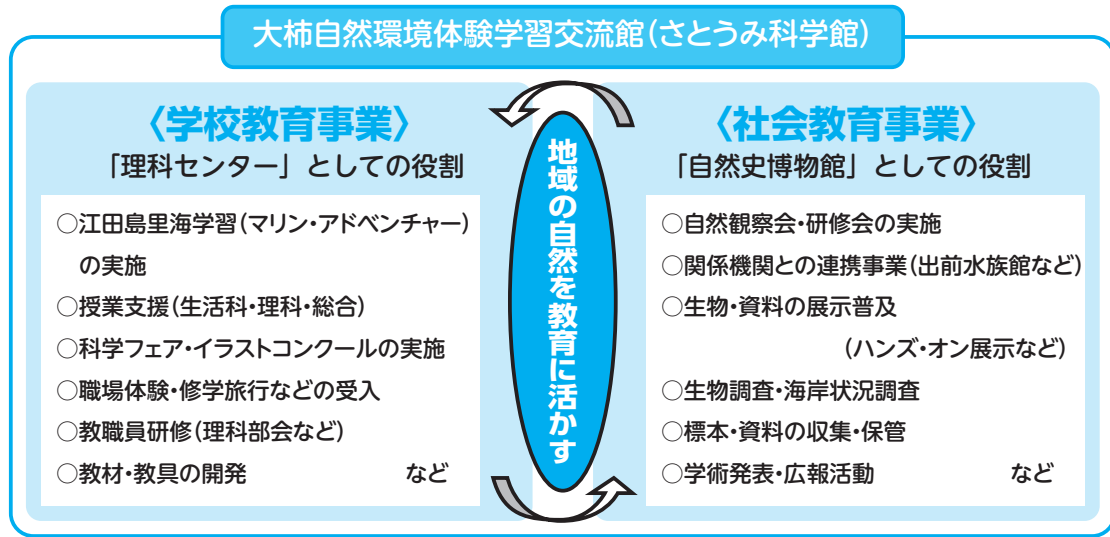 大柿自然環境体験学習交流館(さとうみ科学館)
〈学校教育事業〉
「理科センター」としての役割
○江田島里海学習(マリン・アドベンチャー)
の実施
○授業支援(生活科・理科・総合)
○科学フェア・イラストコンクールの実施
○職場体験・修学旅行などの受入
○教職員研修(理科部会など)
○教材・教具の開発 など
地域の自然を教育に活かす
〈社会教育事業〉
「自然史博物館」としての役割
○自然観察会・研修会の実施
○関係機関との連携事業(出前水族館など)
○生物・資料の展示普及
(ハンズ・オン展示など)
○生物調査・海岸状況調査
○標本・資料の収集・保管
○学術発表・広報活動 など